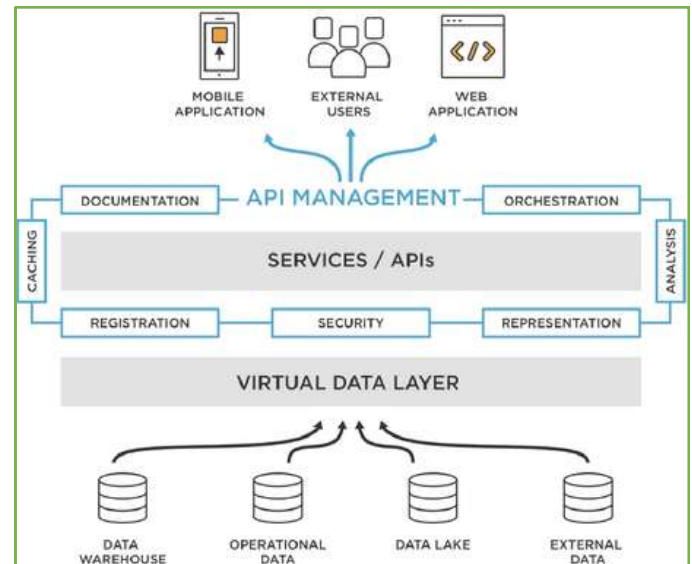 MOBILE
APPLICATION
EXTERNAL
USERS
WEB
APPLICATION
DOCUMENTATION
API MANAGEMENT
ORCHESTRATION
CACHING
SERVICES / APIs
ANALYSIS
REGISTRATION
SECURITY
REPRESENTATION
VIRTUAL DATA LAYER
DATA
WAREHOUSE
OPERATIONAL
DATA
DATA LAKE
EXTERNAL
DATA